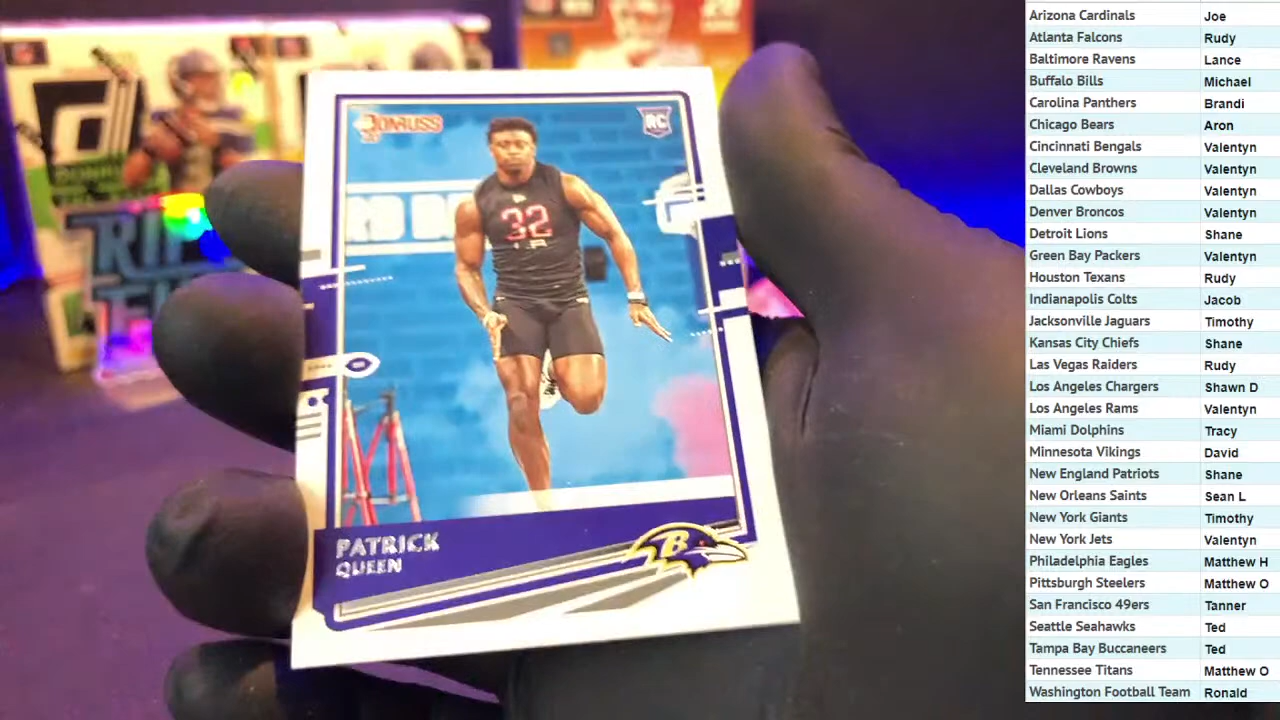 DONRUSS
RC
32
PATRICK
QUEEN
B
Arizona Cardinals Joe
Atlanta Falcons Rudy
Baltimore Ravens Lance
Buffalo Bills Michael
Carolina Panthers Brandi
Chicago Bears Aron
Cincinnati Bengals Valentyn
Cleveland Browns Valentyn
Dallas Cowboys Valentyn
Denver Broncos Valentyn
Detroit Lions Shane
Green Bay Packers Valentyn
Houston Texans Rudy
Indianapolis Colts Jacob
Jacksonville Jaguars Timothy
Kansas City Chiefs Shane
Las Vegas Raiders Rudy
Los Angeles Chargers Shawn D
Los Angeles Rams Valentyn
Miami Dolphins Tracy
Minnesota Vikings David
New England Patriots Shane
New Orleans Saints Sean L
New York Giants Timothy
New York Jets Valentyn
Philadelphia Eagles Matthew H
Pittsburgh Steelers Matthew O
San Francisco 49ers Tanner
Seattle Seahawks Ted
Tampa Bay Buccaneers Ted
Tennessee Titans Matthew O
Washington Football Team Ronald